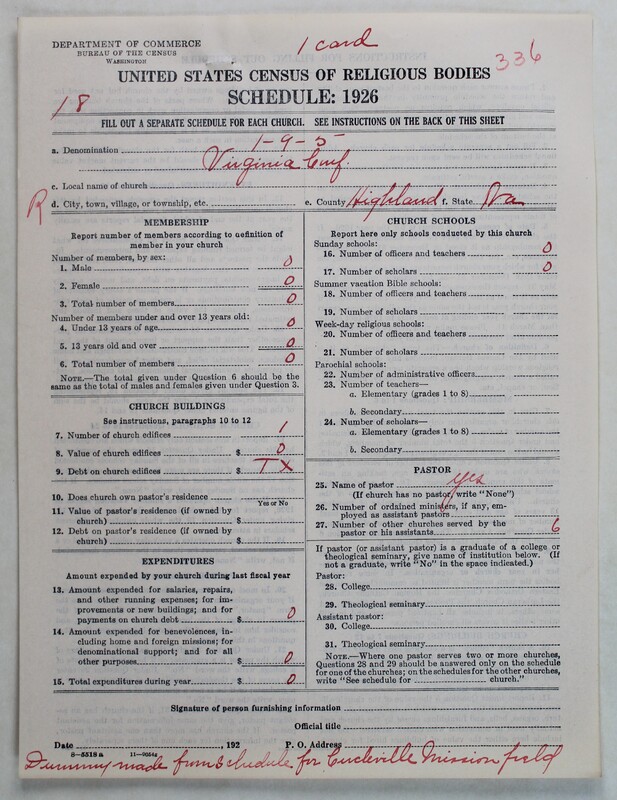 DEPARTMENT OF COMMERCE
BUREAU OF THE CENSUS
WASHINGTON
1 card
336
UNITED STATES CENSUS OF RELIGIOUS BODIES
SCHEDULE: 1926
18
FILL OUT A SEPARATE SCHEDULE FOR EACH CHURCH. SEE INSTRUCTIONS ON THE BACK OF THIS SHEET
a. Denomination 1-9-5
Virginia Conf.
c. Local name of church
R d. City, town, village, or township, etc. e. County Highland f. State Va
MEMBERSHIP
Report number of members according to definition of
member in your church
Number of members, by sex:
1. Male 0
2. Female 0
3. Total number of members 0
Number of members under and over 13 years old:
4. Under 13 years of age 0
5. 13 years old and over 0
6. Total number of members 0
NOTE.—The total given under Question 6 should be the
same as the total of males and females given under Question 3.
CHURCH BUILDINGS
See instructions, paragraphs 10 to 12
7. Number of church edifices 1
8. Value of church edifices $ 0
9. Debt on church edifices $ TX
10. Does church own pastor's residence
Yes or No
11. Value of pastor's residence (if owned by
church) $
12. Debt on pastor's residence (if owned by
church) $
EXPENDITURES
Amount expended by your church during last fiscal year
13. Amount expended for salaries, repairs,
and other running expenses; for im-
provements or new buildings; and for
payments on church debt $ 0
14. Amount expended for benevolences, in-
cluding home and foreign missions; for
denominational support; and for all
other purposes $ 0
15. Total expenditures during year $ 0
CHURCH SCHOOLS
Report here only schools conducted by this church
Sunday schools:
16. Number of officers and teachers 0
17. Number of scholars 0
Summer vacation Bible schools:
18. Number of officers and teachers
19. Number of scholars
Week-day religious schools:
20. Number of officers and teachers
21. Number of scholars
Parochial schools:
22. Number of administrative officers
23. Number of teachers—
a. Elementary (grades 1 to 8)
b. Secondary
24. Number of scholars—
a. Elementary (grades 1 to 8)
b. Secondary
PASTOR
25. Name of pastor yes
(If church has no pastor, write "None")
26. Number of ordained ministers, if any, em-
ployed as assistant pastors
27. Number of other churches served by the
pastor or his assistants 6
If pastor (or assistant pastor) is a graduate of a college or
theological seminary, give name of institution below. (If
not a graduate, write "No" in the space indicated.)
Pastor:
28. College
29. Theological seminary
Assistant pastor:
30. College
31. Theological seminary
NOTE.—Where one pastor serves two or more churches,
Questions 28 and 29 should be answered only on the schedule
for one of the churches; on the schedules for the other churches,
write "See schedule for church."
Signature of person furnishing information
Official title
Date , 192 P. O. Address
8—5518 a
Dummy made from schedule for Circleville Mission field